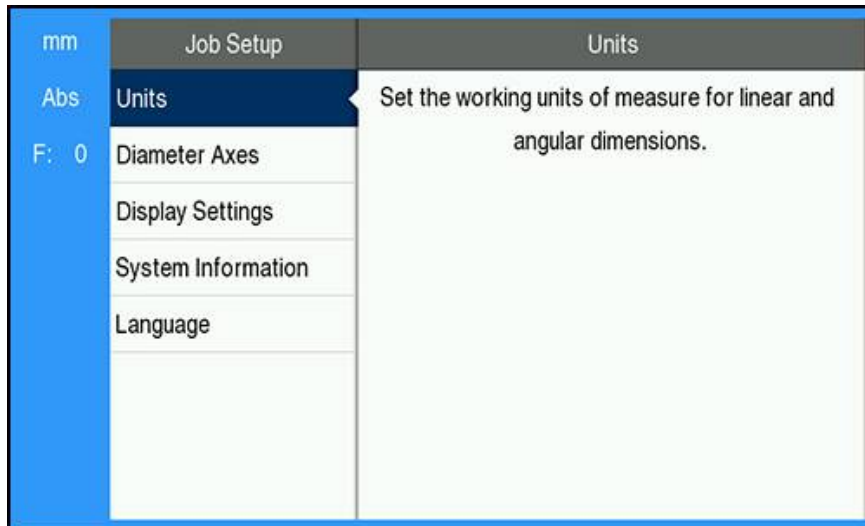 mm
Abs
F: 0
Job Setup
Units
Diameter Axes
Display Settings
System Information
Language
Units
Set the working units of measure for linear and
angular dimensions.